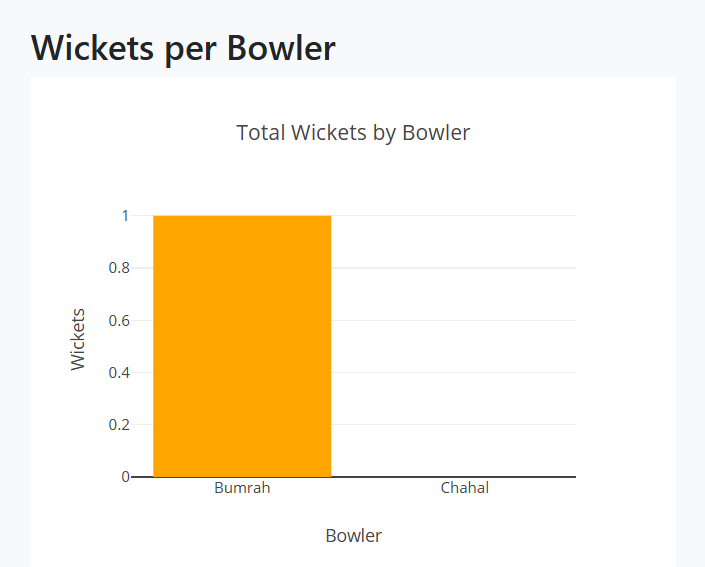 Wickets per Bowler
Total Wickets by Bowler
1
0.8
0.6
0.4
0.2
0
Wickets
Bumrah Chahal
Bowler